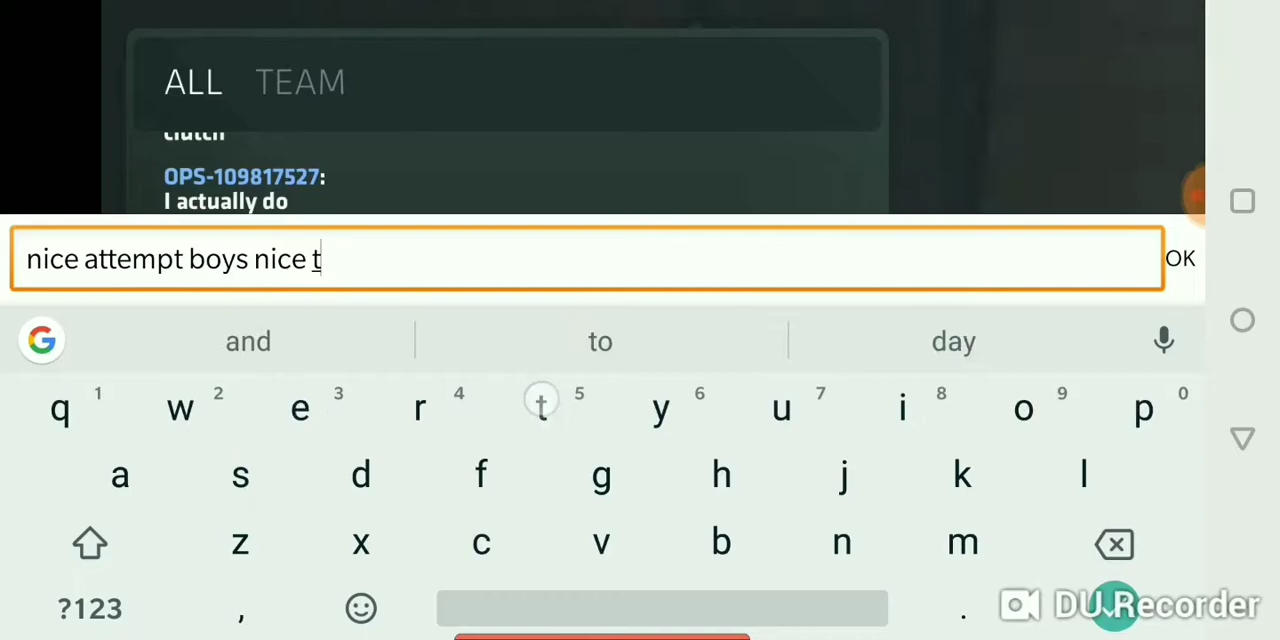 ALL TEAM
clutch
OPS-109817527:
I actually do
nice attempt boys nice t
OK
and to day
1 2 3 4 5 6 7 8 9 0
q w e r t y u i o p
a s d f g h j k l
z x c v b n m
?123 , .
DU Recorder